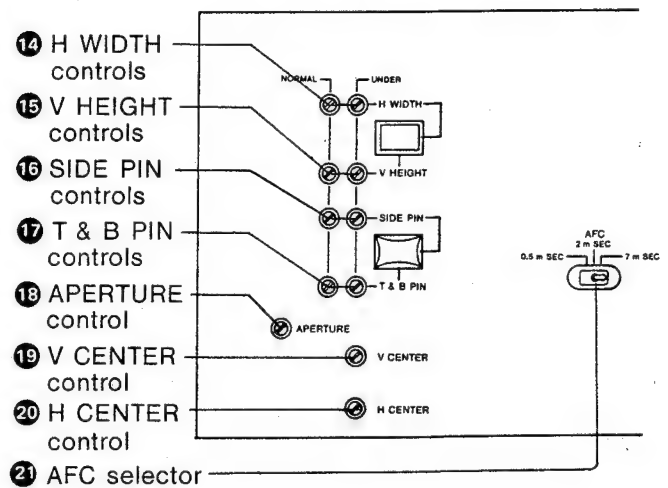 14 H WIDTH
controls
15 V HEIGHT
controls
16 SIDE PIN
controls
17 T & B PIN
controls
18 APERTURE
control
19 V CENTER
control
20 H CENTER
control
21 AFC selector
NORMAL
UNDER
H WIDTH
V HEIGHT
SIDE PIN
T & B PIN
APERTURE
V CENTER
H CENTER
AFC
2 m SEC
0.5 m SEC
7 m SEC